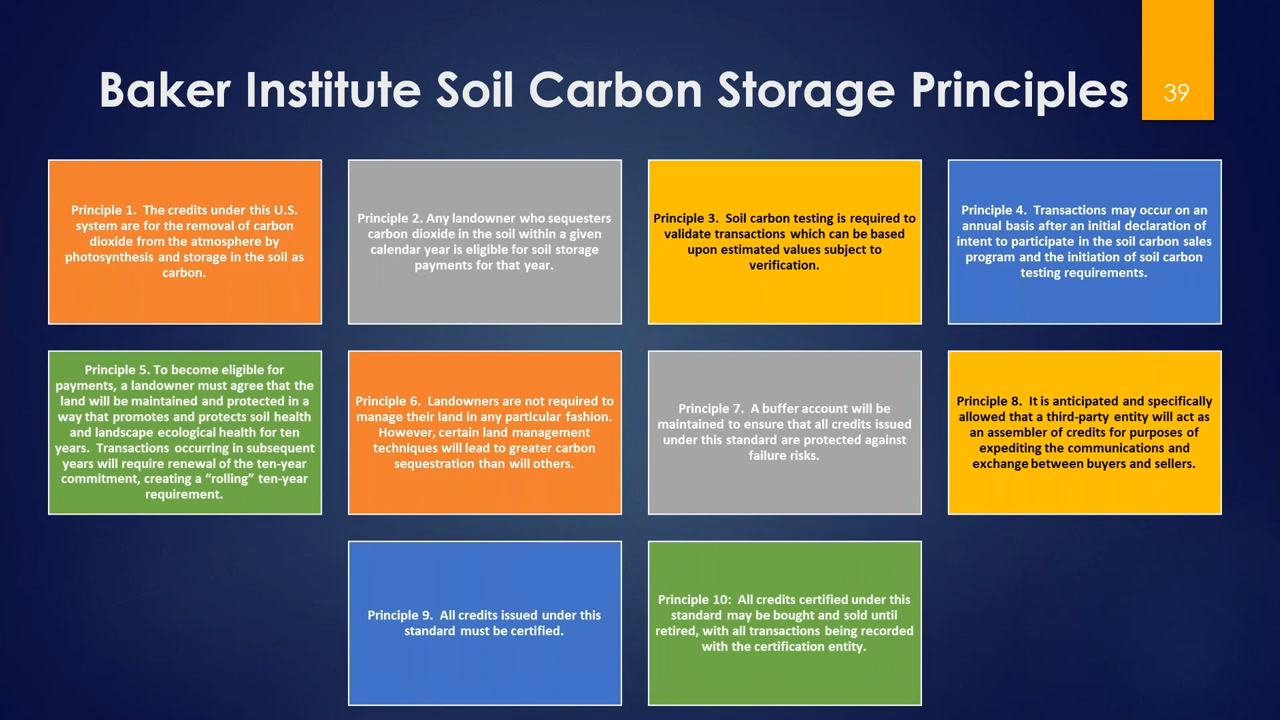 Baker Institute Soil Carbon Storage Principles
39
Principle 1.  The credits under this U.S.
system are for the removal of carbon
dioxide from the atmosphere by
photosynthesis and storage in the soil as
carbon.
Principle 2. Any landowner who sequesters
carbon dioxide in the soil within a given
calendar year is eligible for soil storage
payments for that year.
Principle 3.  Soil carbon testing is required to
validate transactions which can be based
upon estimated values subject to
verification.
Principle 4.  Transactions may occur on an
annual basis after an initial declaration of
intent to participate in the soil carbon sales
program and the initiation of soil carbon
testing requirements.
Principle 5. To become eligible for
payments, a landowner must agree that the
land will be maintained and protected in a
way that promotes and protects soil health
and landscape ecological health for ten
years.  Transactions occurring in subsequent
years will require renewal of the ten-year
commitment, creating a “rolling” ten-year
requirement.
Principle 6.  Landowners are not required to
manage their land in any particular fashion.
However, certain land management
techniques will lead to greater carbon
sequestration than will others.
Principle 7.  A buffer account will be
maintained to ensure that all credits issued
under this standard are protected against
failure risks.
Principle 8.  It is anticipated and specifically
allowed that a third-party entity will act as
an assembler of credits for purposes of
expediting the communications and
exchange between buyers and sellers.
Principle 9.  All credits issued under this
standard must be certified.
Principle 10:  All credits certified under this
standard may be bought and sold until
retired, with all transactions being recorded
with the certification entity.